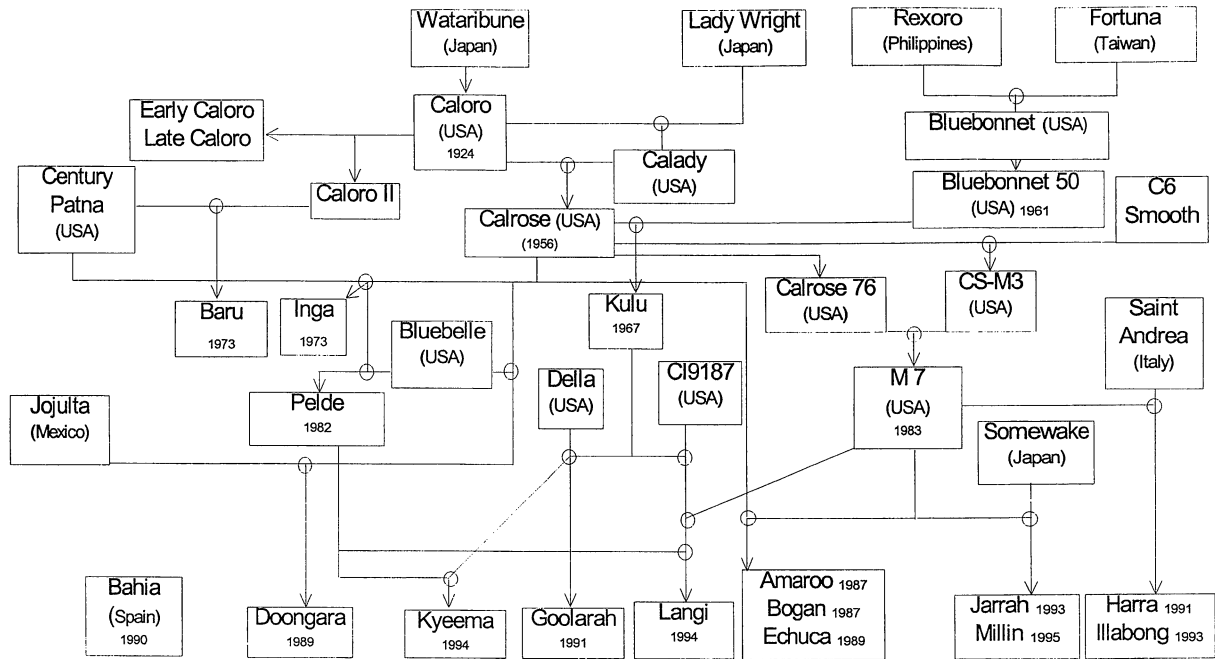 Wataribune
(Japan)
Lady Wright
(Japan)
Rexoro
(Philippines)
Fortuna
(Taiwan)
Early Caloro
Late Caloro
Caloro
(USA)
1924
Bluebonnet (USA)
Century
Patna
(USA)
Caloro II
Calady
(USA)
Bluebonnet 50
(USA) 1961
C6
Smooth
Calrose (USA)
(1956)
Baru
1973
Inga
1973
Bluebelle
(USA)
Kulu
1967
Calrose 76
(USA)
CS-M3
(USA)
Saint
Andrea
(Italy)
Jojulta
(Mexico)
Pelde
1982
Della
(USA)
CI9187
(USA)
M 7
(USA)
1983
Somewake
(Japan)
Bahia
(Spain)
1990
Doongara
1989
Kyeema
1994
Goolarah
1991
Langi
1994
Amaroo 1987
Bogan 1987
Echuca 1989
Jarrah 1993
Millin 1995
Harra 1991
Illabong 1993